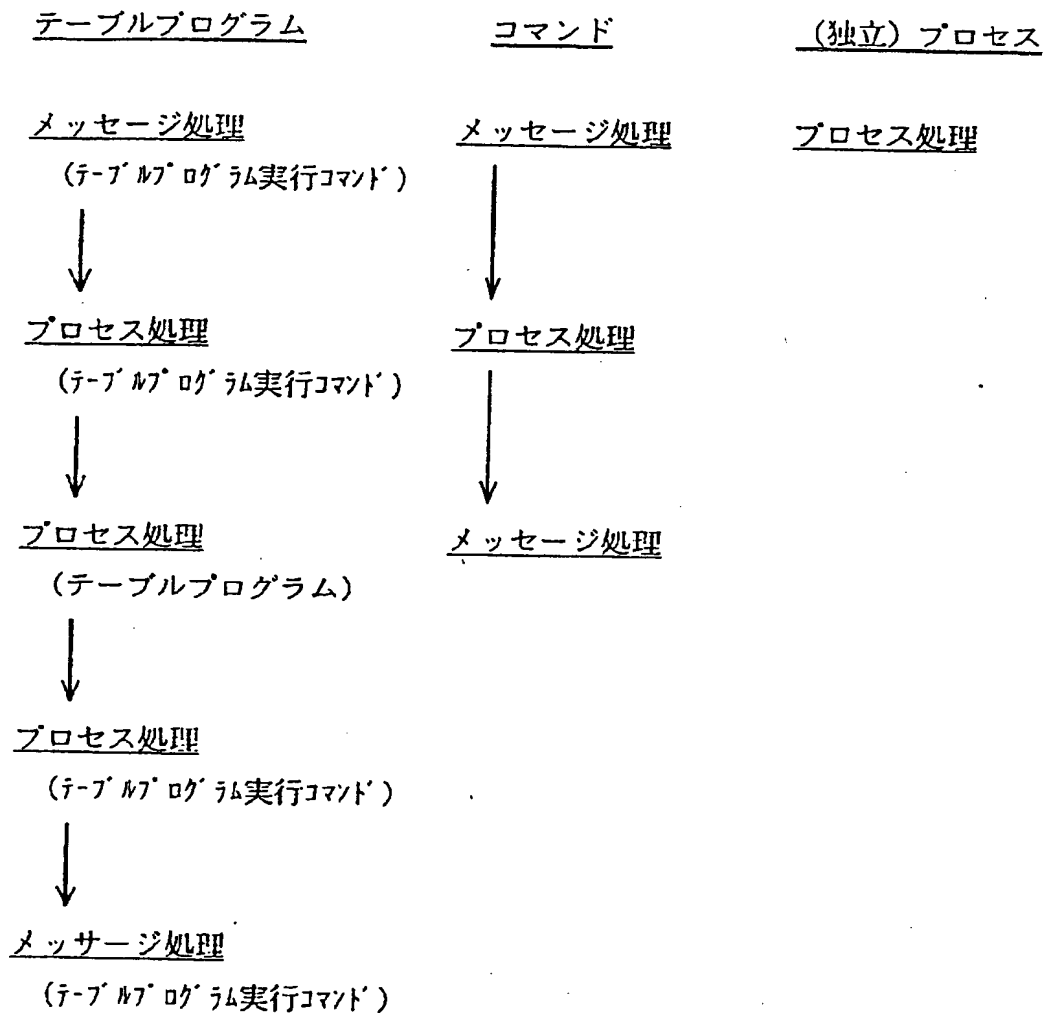 テーブルプログラム
コマンド
(独立) プロセス
メッセージ処理
(ﾃｰﾌﾞﾙﾌﾟﾛｸﾞﾗﾑ実行ｺﾏﾝﾄﾞ)
プロセス処理
(ﾃｰﾌﾞﾙﾌﾟﾛｸﾞﾗﾑ実行ｺﾏﾝﾄﾞ)
プロセス処理
(テーブルプログラム)
プロセス処理
(ﾃｰﾌﾞﾙﾌﾟﾛｸﾞﾗﾑ実行ｺﾏﾝﾄﾞ)
メッサージ処理
(ﾃｰﾌﾞﾙﾌﾟﾛｸﾞﾗﾑ実行ｺﾏﾝﾄﾞ)
メッセージ処理
プロセス処理
メッセージ処理
プロセス処理